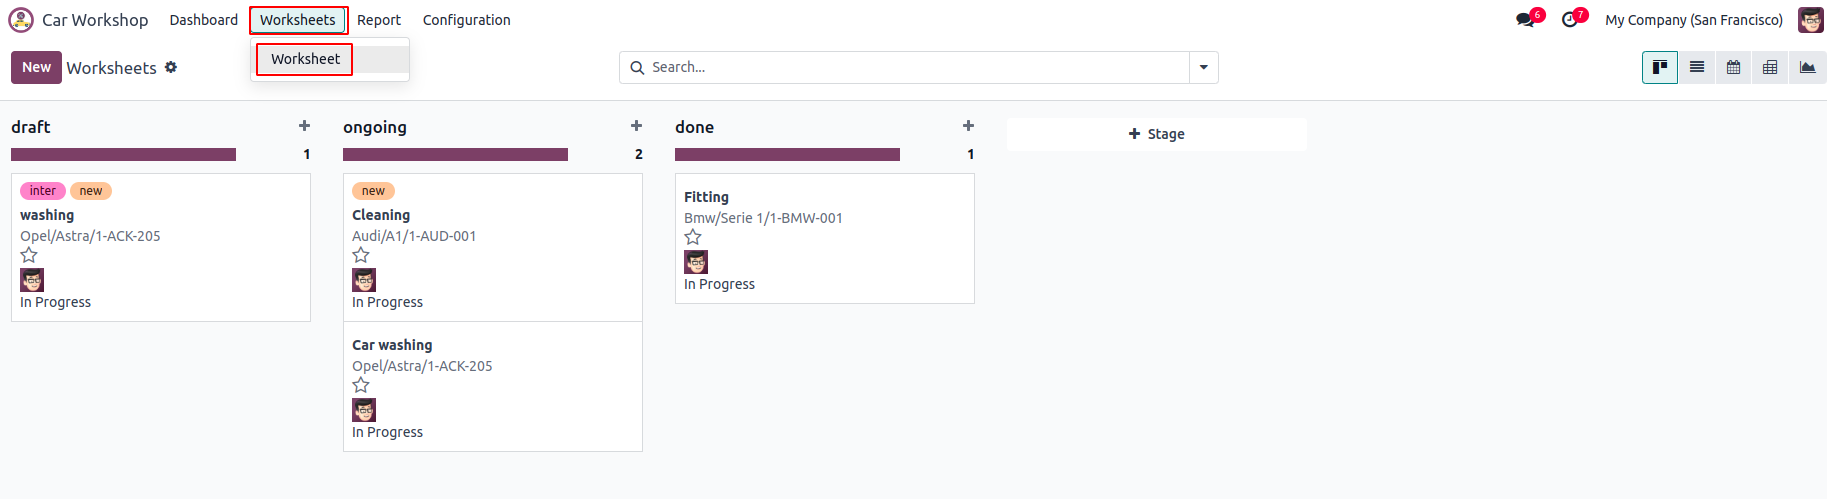 Car Workshop Dashboard Worksheets Report Configuration 6 7 My Company (San Francisco)
Worksheet
New Worksheets Search...
draft
1
inter new
washing
Opel/Astra/1-ACK-205
In Progress
ongoing
2
new
Cleaning
Audi/A1/1-AUD-001
In Progress
Car washing
Opel/Astra/1-ACK-205
In Progress
done
1
Fitting
Bmw/Serie 1/1-BMW-001
In Progress
+ Stage